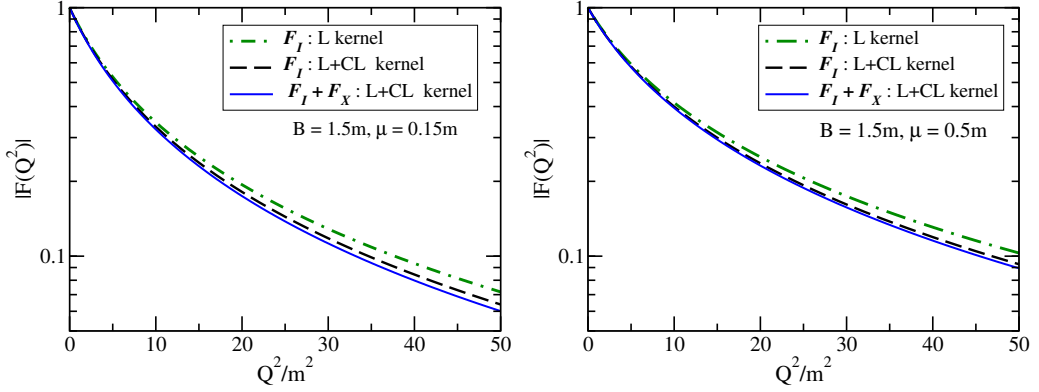 1
F_I : L kernel
F_I : L+CL kernel
F_I + F_X : L+CL kernel
B = 1.5m, μ = 0.15m
|F(Q²)|
0.1
0 10 20 30 40 50
Q²/m²
1
F_I : L kernel
F_I : L+CL kernel
F_I + F_X : L+CL kernel
B = 1.5m, μ = 0.5m
|F(Q²)|
0.1
0 10 20 30 40 50
Q²/m²